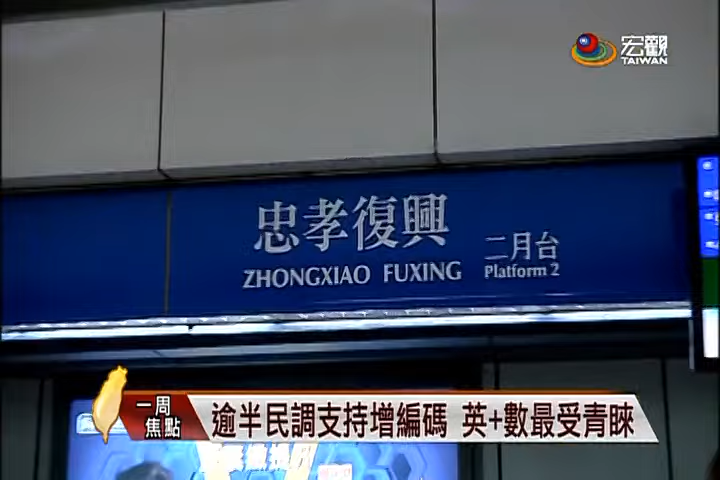 宏觀
TAIWAN
忠孝復興
ZHONGXIAO FUXING
二月台
Platform 2
一周
焦點
逾半民調支持增編碼 英+數最受青睞